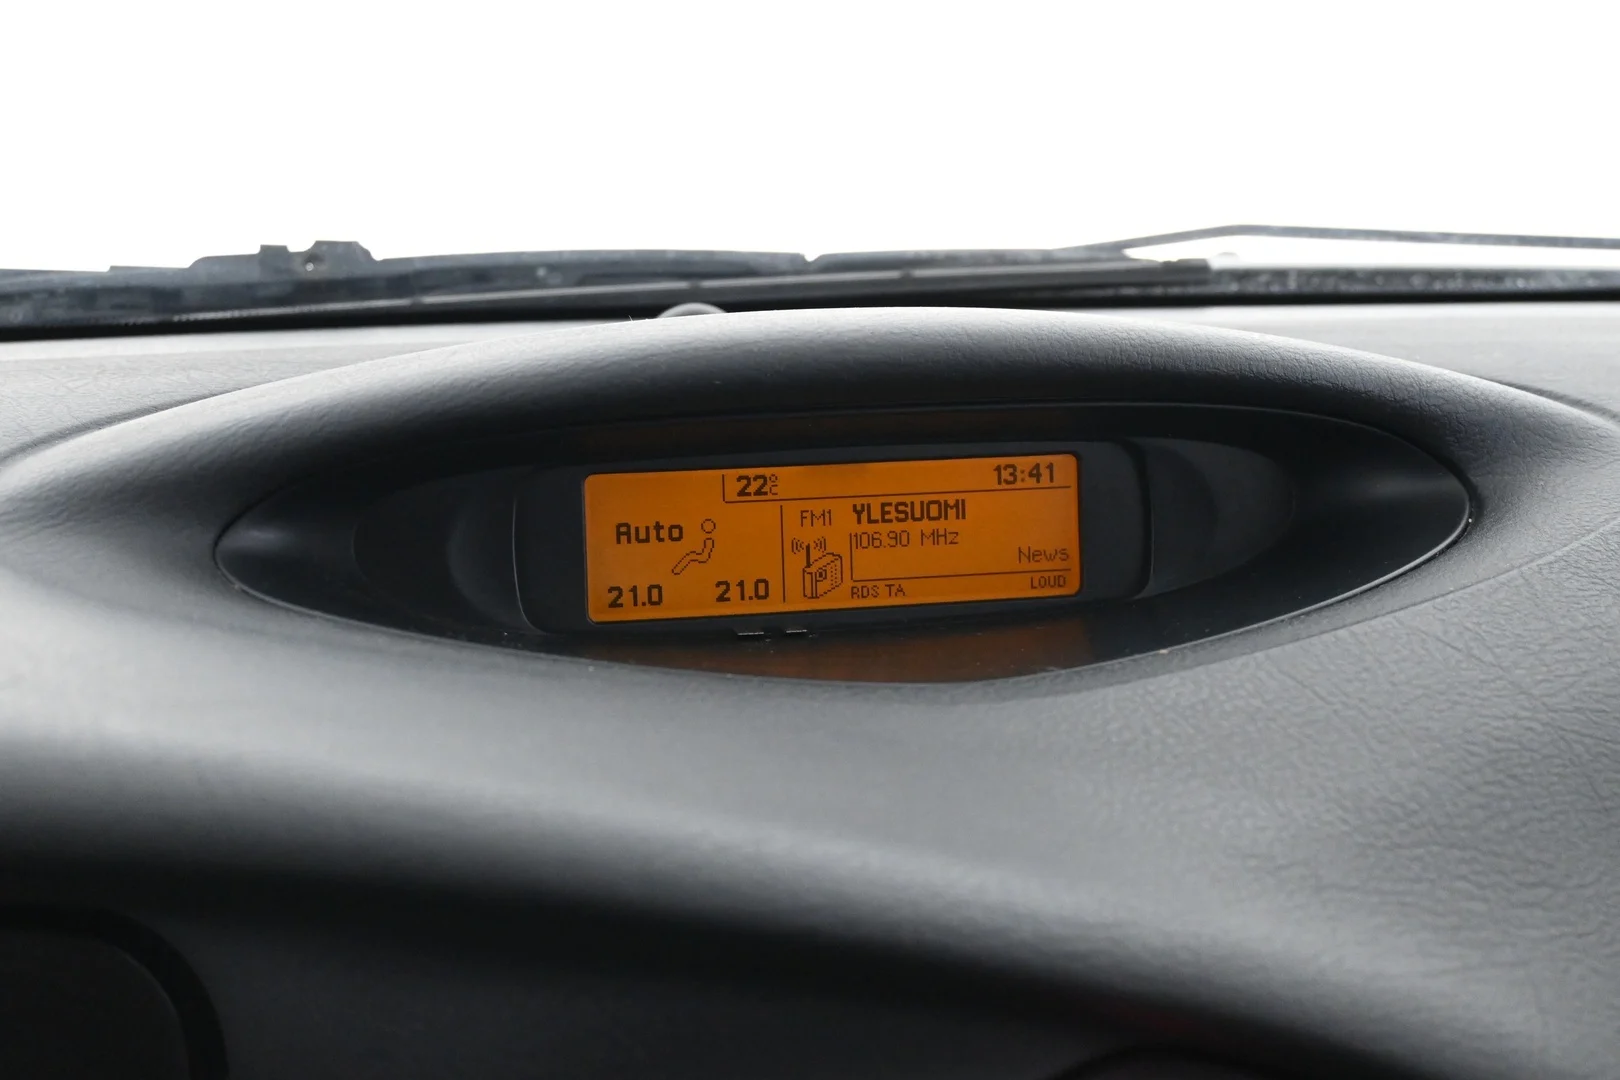 22°C 13:41
Auto
21.0 21.0
FM1 YLESUOMI
106.90 MHz
News
RDS TA LOUD